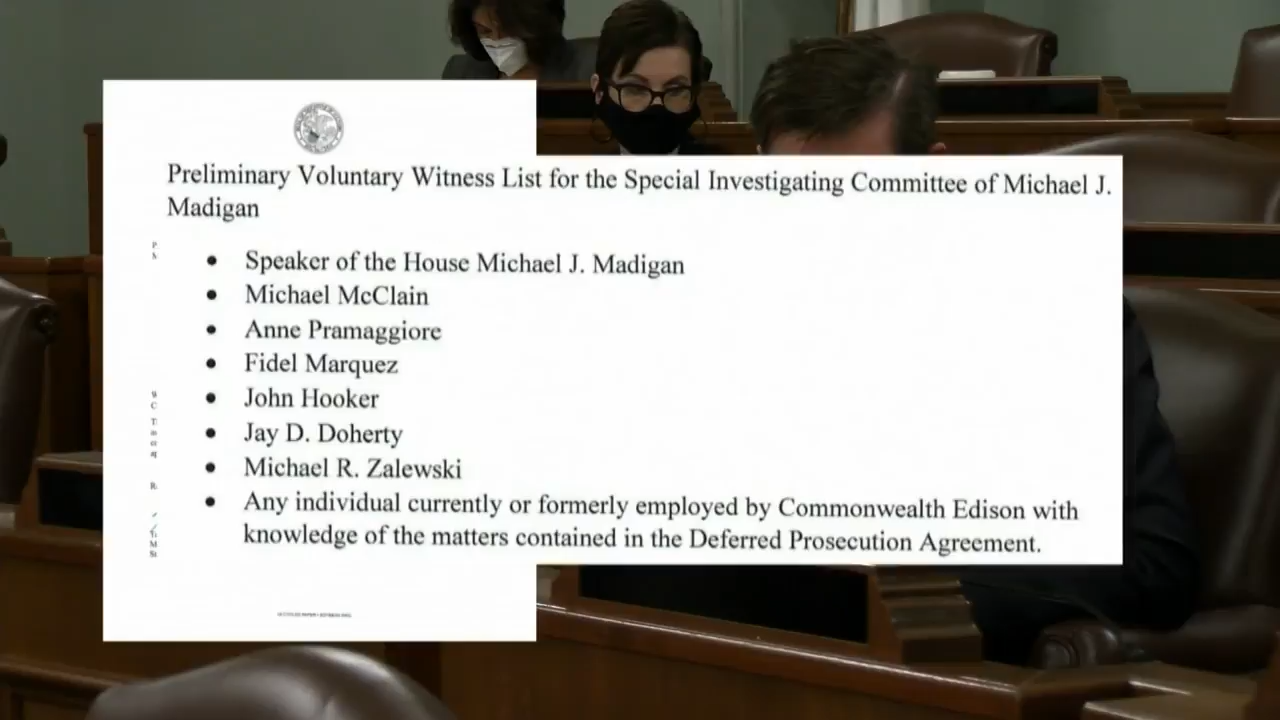 Preliminary Voluntary Witness List for the Special Investigating Committee of Michael J.
Madigan
• Speaker of the House Michael J. Madigan
• Michael McClain
• Anne Pramaggiore
• Fidel Marquez
• John Hooker
• Jay D. Doherty
• Michael R. Zalewski
• Any individual currently or formerly employed by Commonwealth Edison with
knowledge of the matters contained in the Deferred Prosecution Agreement.